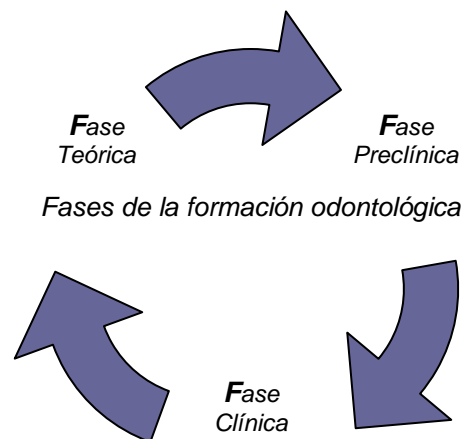 Fase
Teórica
Fase
Preclínica
Fases de la formación odontológica
Fase
Clínica